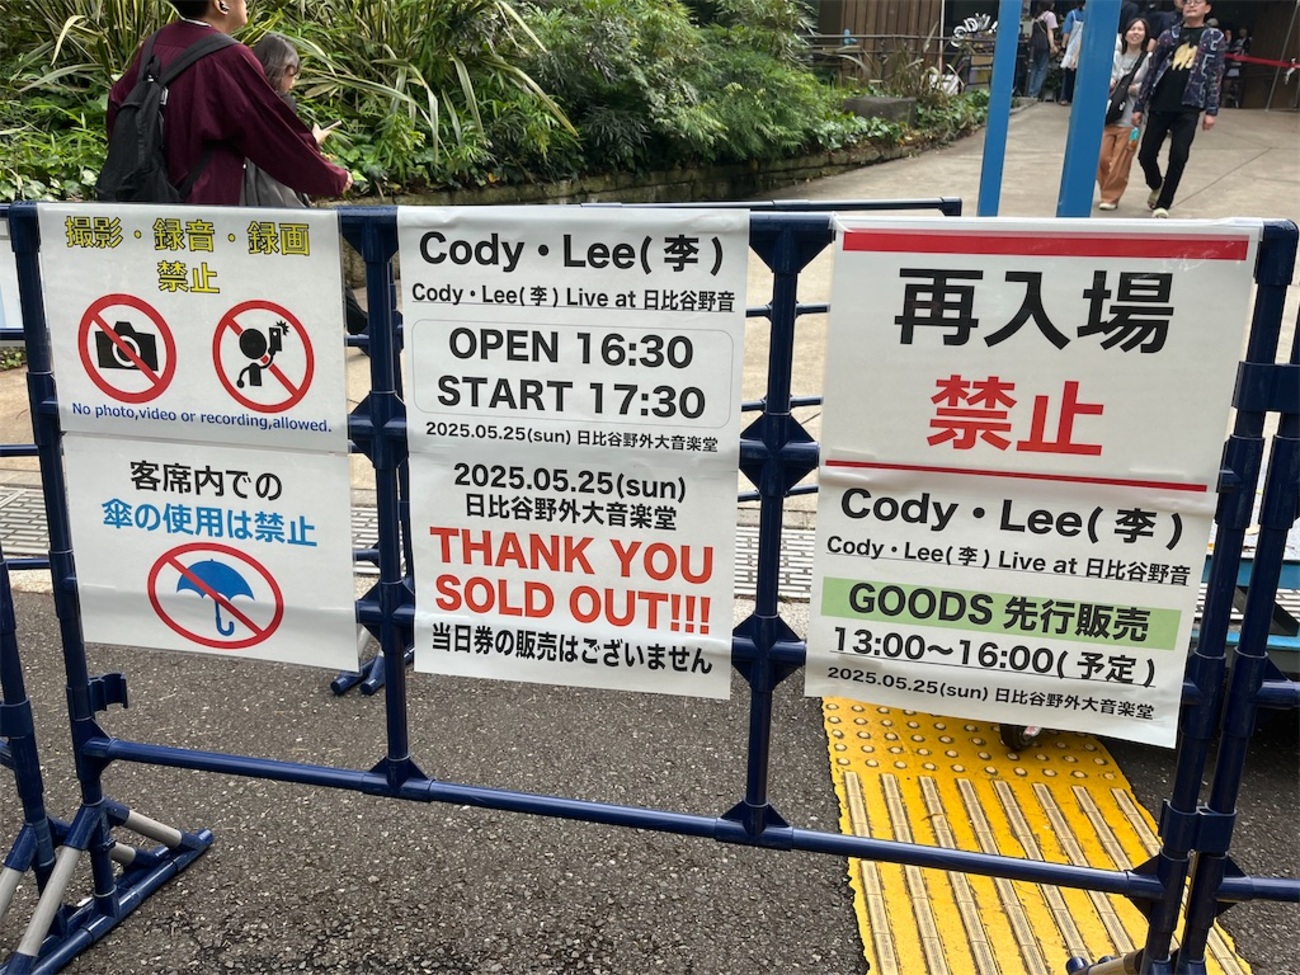 撮影・録音・録画
禁止
No photo,video or recording,allowed.
客席内での
傘の使用は禁止
Cody・Lee(李)
Cody・Lee(李) Live at 日比谷野音
OPEN 16:30
START 17:30
2025.05.25(sun) 日比谷野外大音楽堂
2025.05.25(sun)
日比谷野外大音楽堂
THANK YOU
SOLD OUT!!!
当日券の販売はございません
再入場
禁止
Cody・Lee(李)
Cody・Lee(李) Live at 日比谷野音
GOODS 先行販売
13:00〜16:00(予定)
2025.05.25(sun) 日比谷野外大音楽堂